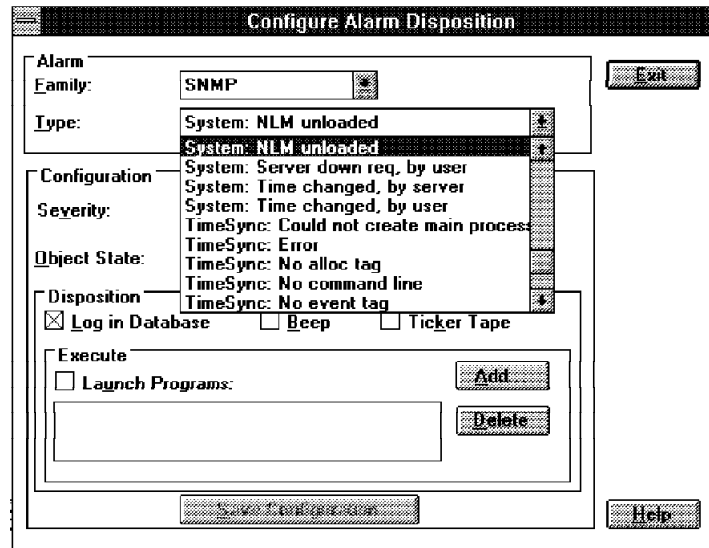 Configure Alarm Disposition
Alarm
Family:
SNMP
Exit
Type:
System: NLM unloaded
System: NLM unloaded
System: Server down req, by user
System: Time changed, by server
System: Time changed, by user
TimeSync: Could not create main process
TimeSync: Error
TimeSync: No alloc tag
TimeSync: No command line
TimeSync: No event tag
Configuration
Severity:
Object State:
Disposition
Log in Database
Beep
Ticker Tape
Execute
Launch Programs:
Add...
Delete
Save Configuration
Help